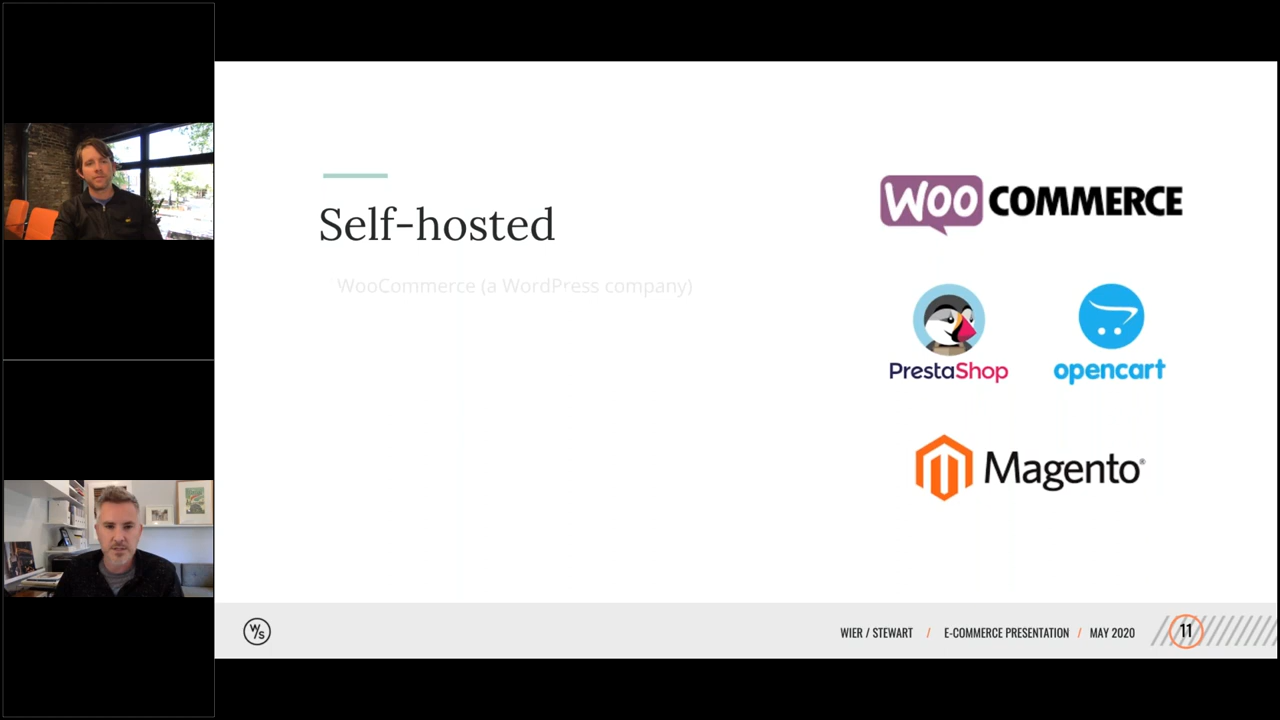 Self-hosted
WooCommerce (a WordPress company)
WOO COMMERCE
PrestaShop
opencart
Magento®
W/S
WIER / STEWART / E-COMMERCE PRESENTATION / MAY 2020
11